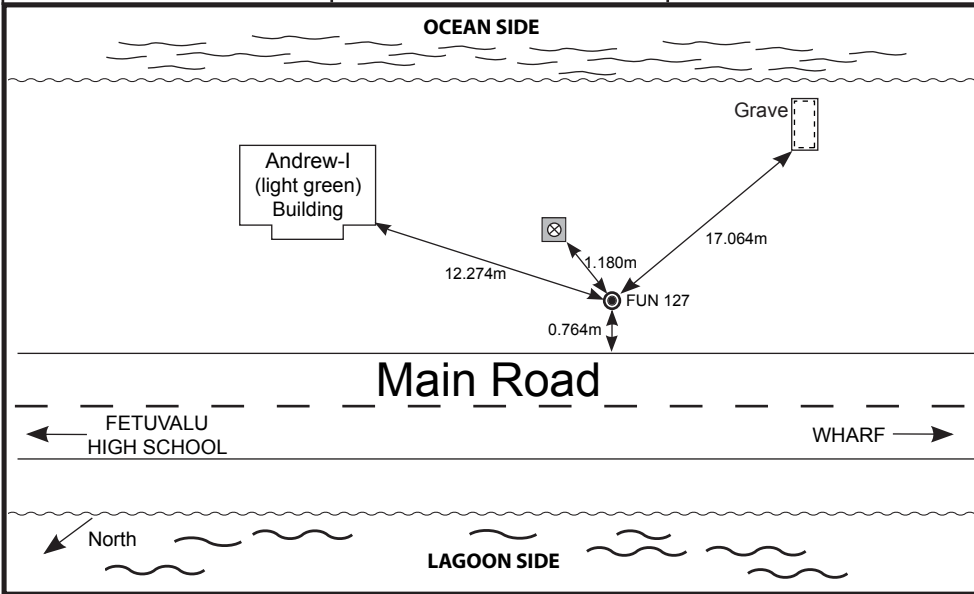 OCEAN SIDE
Grave
Andrew-I
(light green)
Building
17.064m
1.180m
12.274m
FUN 127
0.764m
Main Road
FETUVALU
HIGH SCHOOL
WHARF
North
LAGOON SIDE